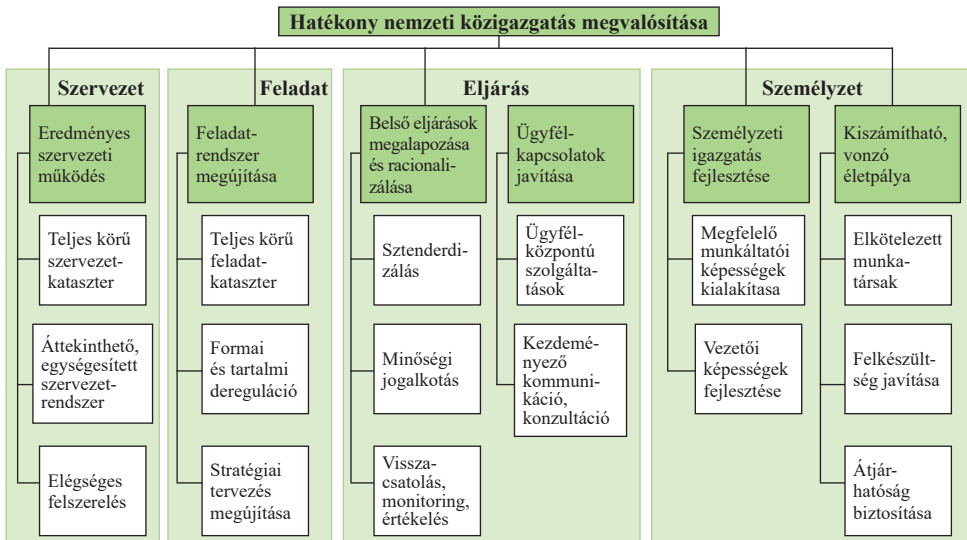 Hatékony nemzeti közigazgatás megvalósítása
Szervezet
Eredményes
szervezeti
működés
Teljes körű
szervezet-
kataszter
Áttekinthető,
egységesített
szervezet-
rendszer
Elégséges
felszerelés
Feladat
Feladat-
rendszer
megújítása
Teljes körű
feladat-
kataszter
Formai
és tartalmi
dereguláció
Stratégiai
tervezés
megújítása
Eljárás
Belső eljárások
megalapozása
és racionali-
zálása
Sztenderdi-
zálás
Minőségi
jogalkotás
Vissza-
csatolás,
monitoring,
értékelés
Ügyfél-
kapcsolatok
javítása
Ügyfél-
központú
szolgálta-
tások
Kezdemé-
nyező
kommuni-
káció,
konzultáció
Személyzet
Személyzeti
igazgatás
fejlesztése
Megfelelő
munkáltatói
képességek
kialakítasa
Vezetői
képességek
fejlesztése
Kiszámítható,
vonzó
életpálya
Elkötelezett
munka-
társak
Felkészült-
ség javítása
Átjár-
hatóság
biztosítása